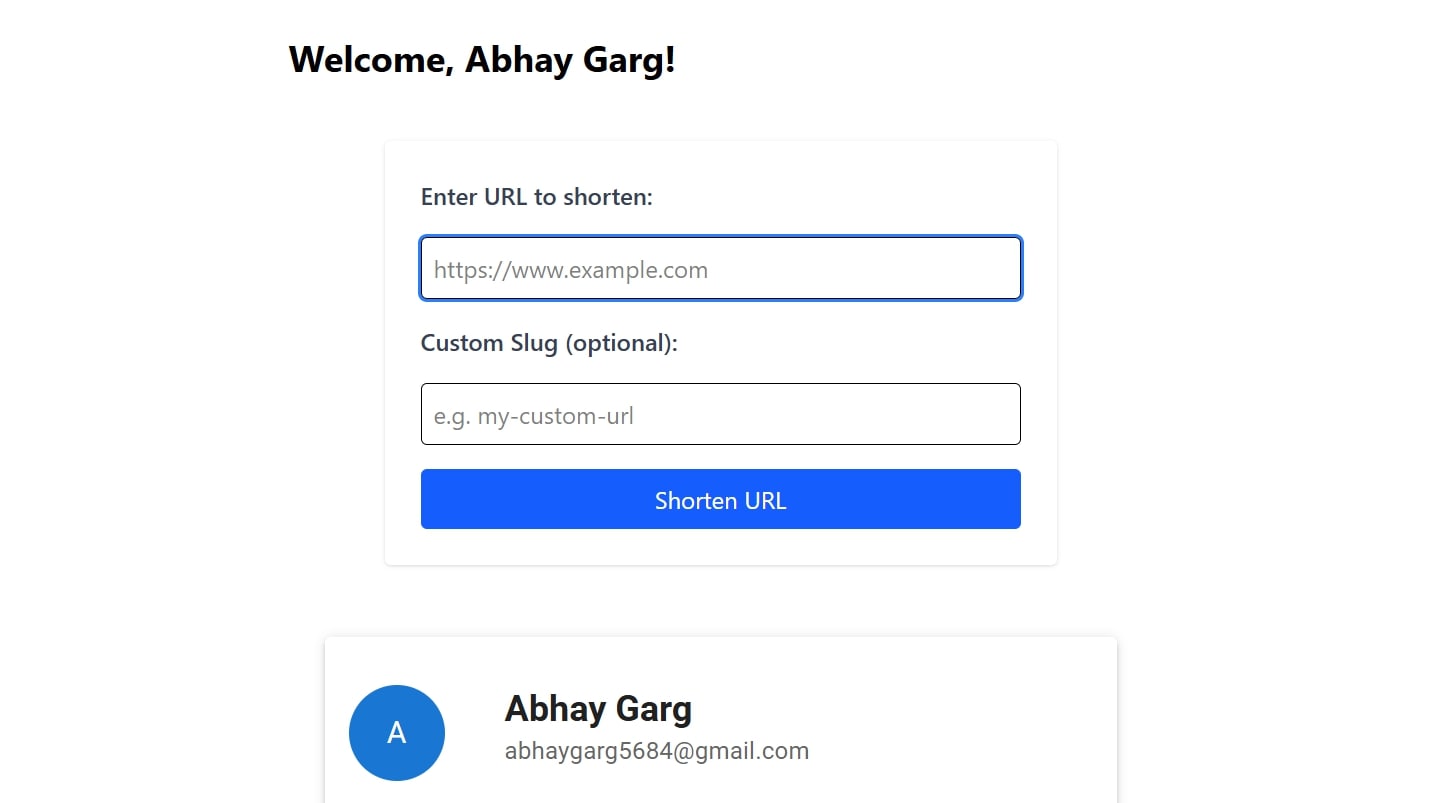 Welcome, Abhay Garg!
Enter URL to shorten:
https://www.example.com
Custom Slug (optional):
e.g. my-custom-url
Shorten URL
A
Abhay Garg
abhaygarg5684@gmail.com